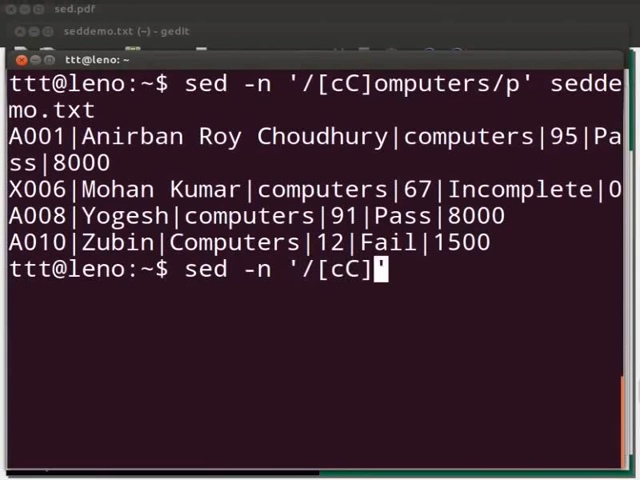 sed.pdf
seddemo.txt (~) - gedit
ttt@leno: ~
ttt@leno:~$ sed -n '/[cC]omputers/p' sedde
mo.txt
A001|Anirban Roy Choudhury|computers|95|Pa
ss|8000
X006|Mohan Kumar|computers|67|Incomplete|0
A008|Yogesh|computers|91|Pass|8000
A010|Zubin|Computers|12|Fail|1500
ttt@leno:~$ sed -n '/[cC]'